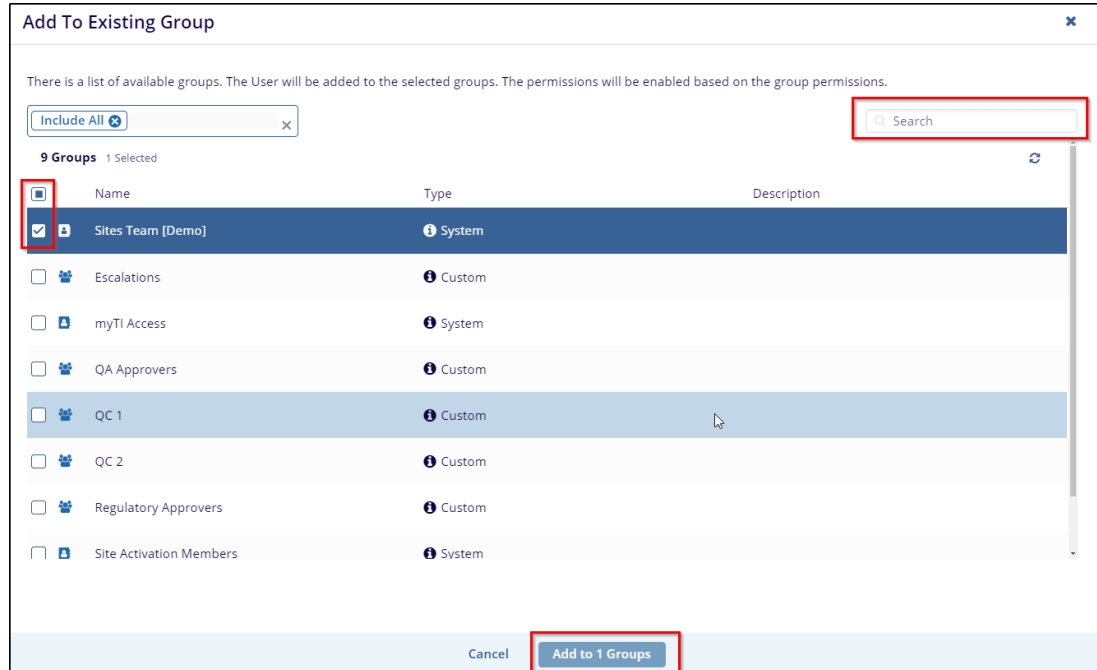 Add To Existing Group
There is a list of available groups. The User will be added to the selected groups. The permissions will be enabled based on the group permissions.
Include All
Search
9 Groups 1 Selected
Name Type Description
Sites Team [Demo] System
Escalations Custom
myTI Access System
QA Approvers Custom
QC 1 Custom
QC 2 Custom
Regulatory Approvers Custom
Site Activation Members System
Cancel Add to 1 Groups